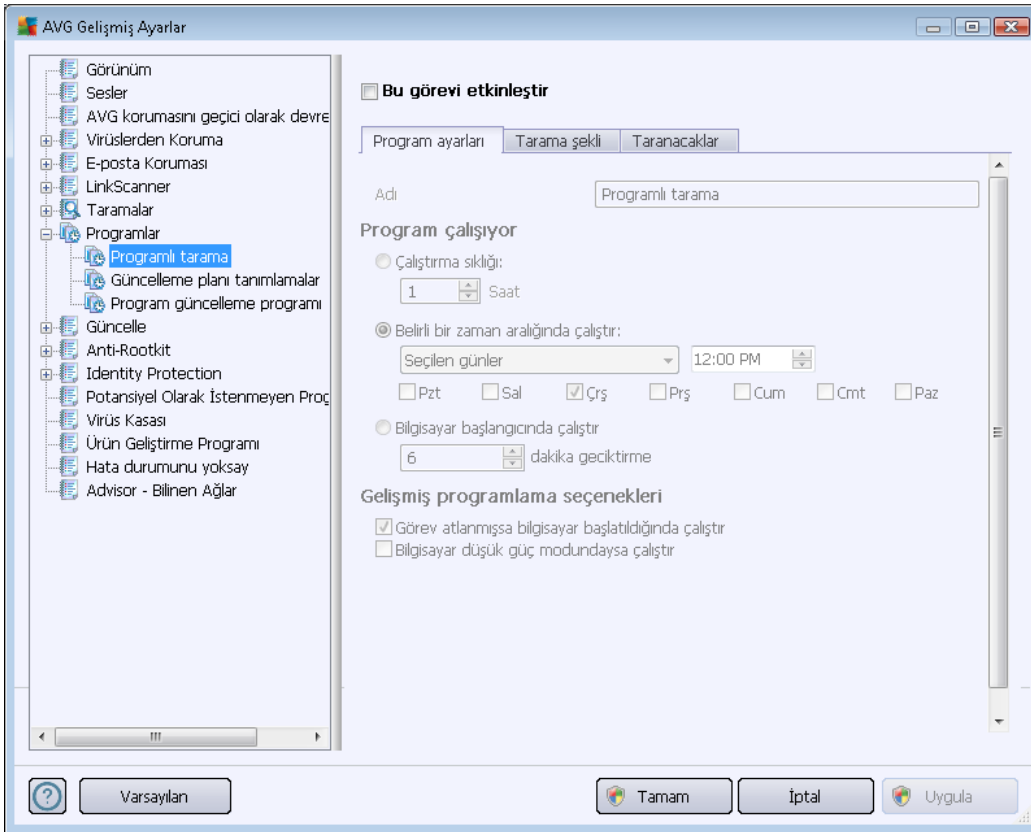 AVG Gelişmiş Ayarlar
Görünüm
Sesler
AVG korumasını geçici olarak devre
Virüslerden Koruma
E-posta Koruması
LinkScanner
Taramalar
Programlar
Programlı tarama
Güncelleme planı tanımlamalar
Program güncelleme programı
Güncelle
Anti-Rootkit
Identity Protection
Potansiyel Olarak İstenmeyen Prog
Virüs Kasası
Ürün Geliştirme Programı
Hata durumunu yoksay
Advisor - Bilinen Ağlar
Bu görevi etkinleştir
Program ayarları Tarama şekli Taranacaklar
Adı Programlı tarama
Program çalışıyor
Çalıştırma sıklığı:
1 Saat
Belirli bir zaman aralığında çalıştır:
Seçilen günler 12:00 PM
Pzt Sal Çrş Prş Cum Cmt Paz
Bilgisayar başlangıcında çalıştır
6 dakika geciktirme
Gelişmiş programlama seçenekleri
Görev atlanmışsa bilgisayar başlatıldığında çalıştır
Bilgisayar düşük güç modundaysa çalıştır
? Varsayılan Tamam İptal Uygula